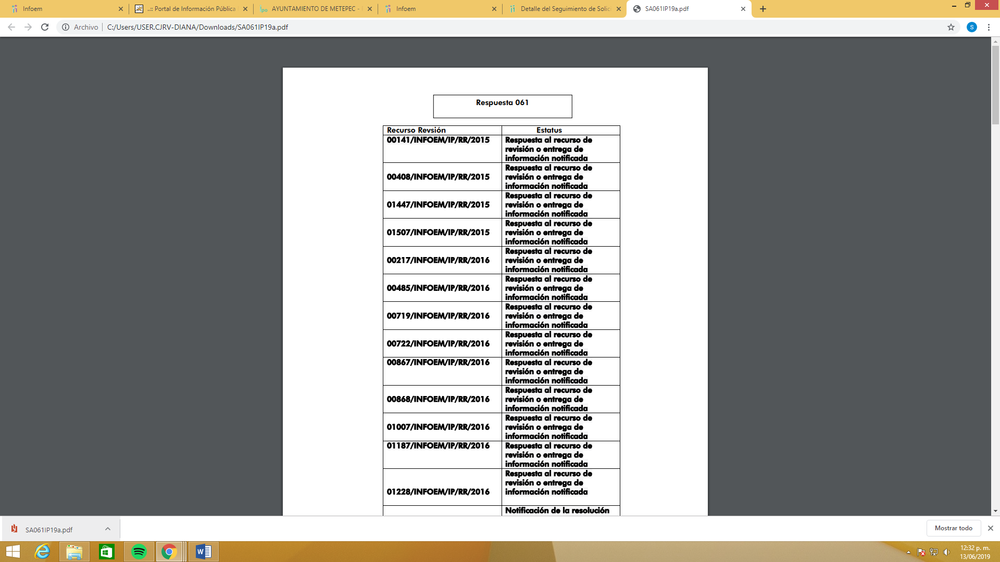 Infoem
..:: Portal de Información Pública
AYUNTAMIENTO DE METEPEC -
Infoem
Detalle del Seguimiento de Solici
SA061IP19a.pdf
Archivo
C:/Users/USER.CJRV-DIANA/Downloads/SA061IP19a.pdf
S
Respuesta 061
Recurso Revsión Estatus
00141/INFOEM/IP/RR/2015 Respuesta al recurso de
revisión o entrega de
información notificada
Respuesta al recurso de
00408/INFOEM/IP/RR/2015 revisión o entrega de
información notificada
Respuesta al recurso de
01447/INFOEM/IP/RR/2015 revisión o entrega de
información notificada
Respuesta al recurso de
01507/INFOEM/IP/RR/2015 revisión o entrega de
información notificada
Respuesta al recurso de
00217/INFOEM/IP/RR/2016 revisión o entrega de
información notificada
Respuesta al recurso de
00485/INFOEM/IP/RR/2016 revisión o entrega de
información notificada
Respuesta al recurso de
00719/INFOEM/IP/RR/2016 revisión o entrega de
información notificada
Respuesta al recurso de
00722/INFOEM/IP/RR/2016 revisión o entrega de
información notificada
00867/INFOEM/IP/RR/2016 Respuesta al recurso de
revisión o entrega de
información notificada
Respuesta al recurso de
00868/INFOEM/IP/RR/2016 revisión o entrega de
información notificada
Respuesta al recurso de
01007/INFOEM/IP/RR/2016 revisión o entrega de
información notificada
01187/INFOEM/IP/RR/2016 Respuesta al recurso de
revisión o entrega de
información notificada
Respuesta al recurso de
revisión o entrega de
01228/INFOEM/IP/RR/2016 información notificada
Notificación de la resolución
SA061IP19a.pdf
Mostrar todo
12:32 p. m.
13/06/2019